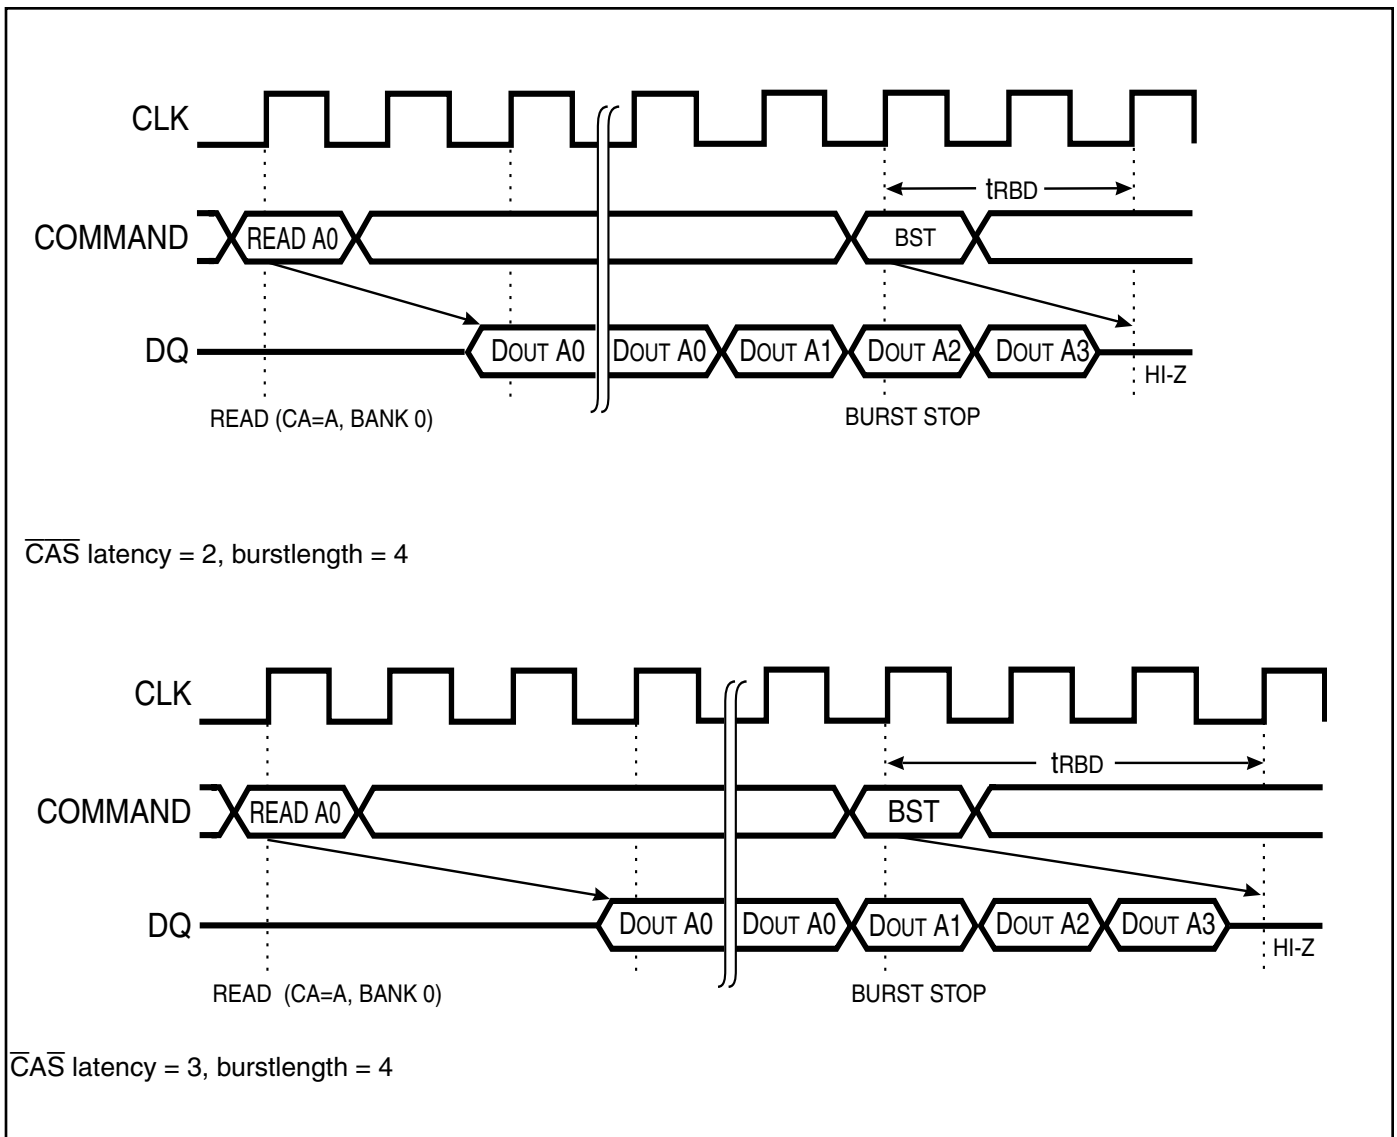 CLK
tRBD
COMMAND READ A0 BST
DQ DOUT A0 DOUT A0 DOUT A1 DOUT A2 DOUT A3
HI-Z
READ (CA=A, BANK 0) BURST STOP
C̅A̅S̅ latency = 2, burstlength = 4
CLK
tRBD
COMMAND READ A0 BST
DQ DOUT A0 DOUT A0 DOUT A1 DOUT A2 DOUT A3
HI-Z
READ (CA=A, BANK 0) BURST STOP
C̅AS̅ latency = 3, burstlength = 4